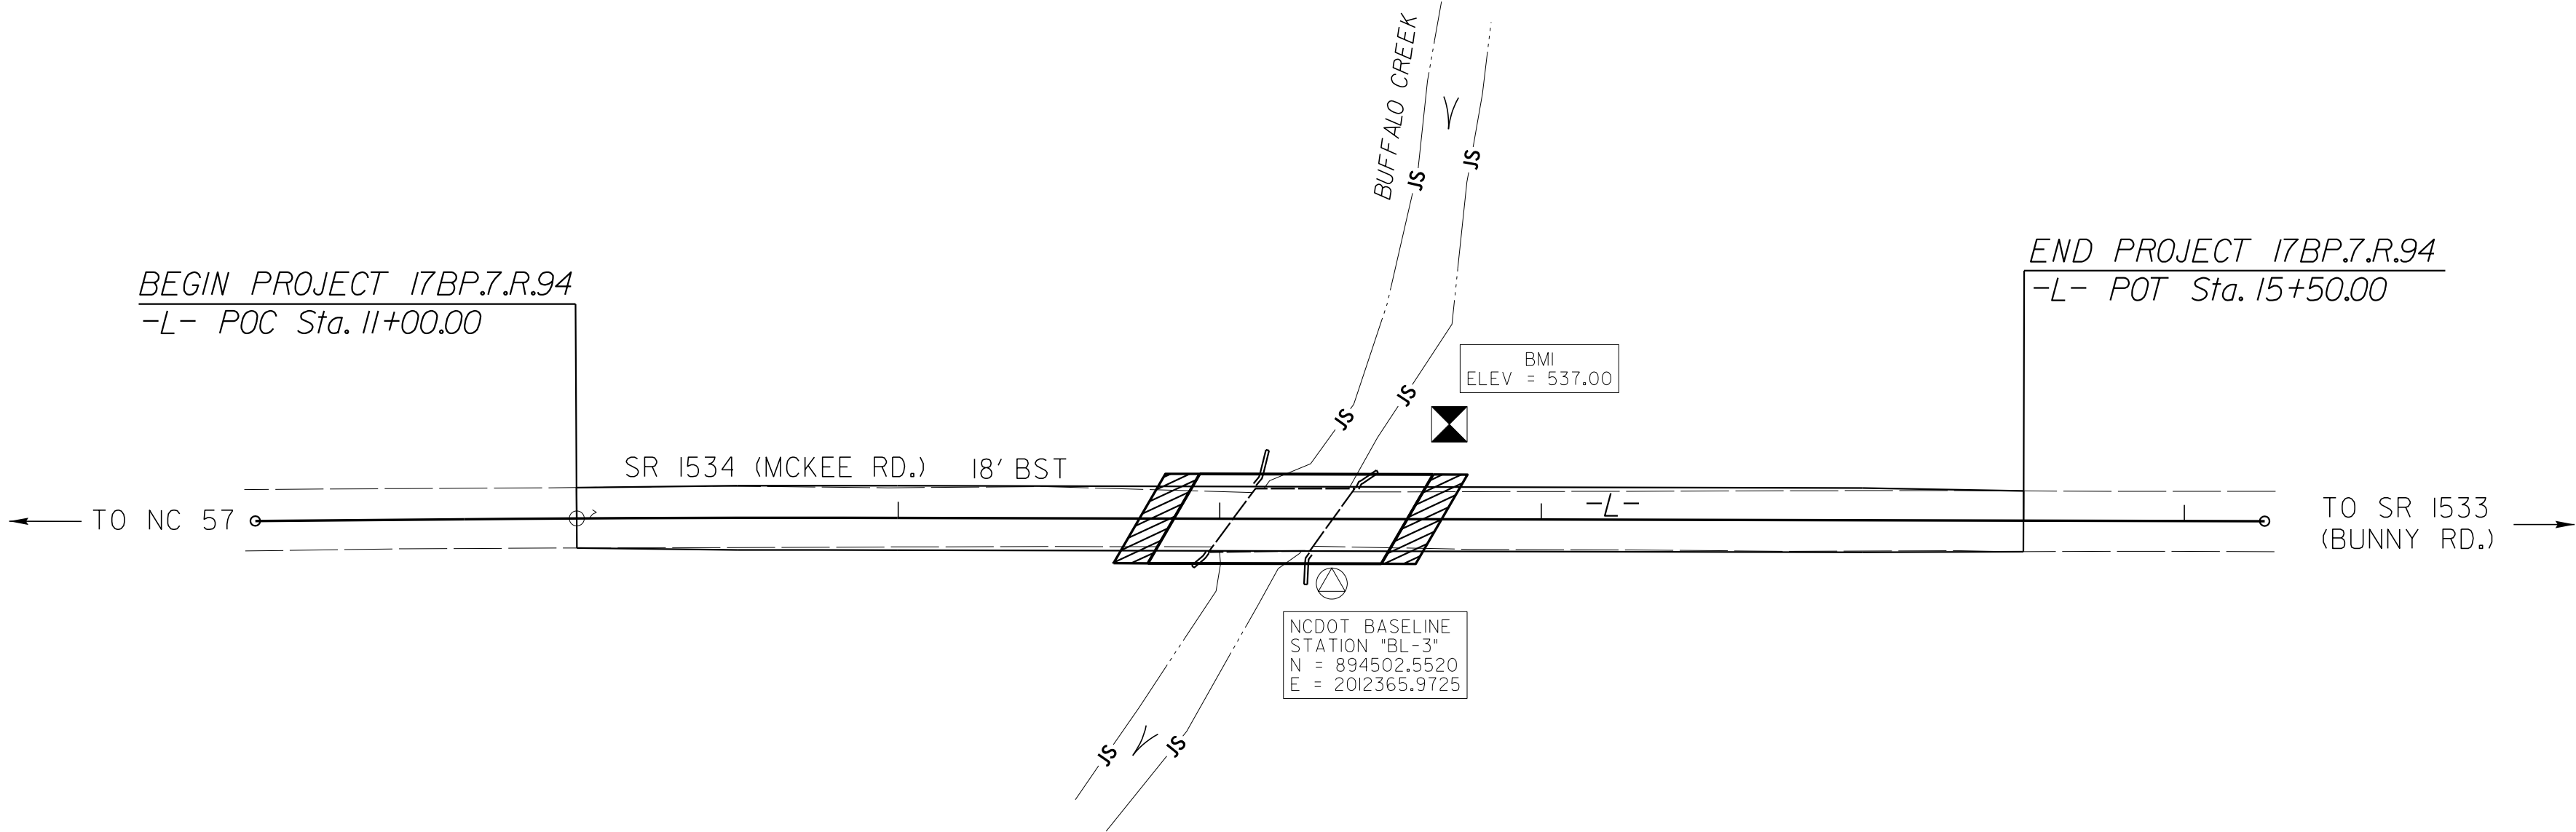 BUFFALO CREEK
JS
JS
BEGIN PROJECT 17BP.7.R.94
-L- POC Sta. 11+00.00
END PROJECT 17BP.7.R.94
-L- POT Sta. 15+50.00
BM1
ELEV = 537.00
JS
JS
SR 1534 (MCKEE RD.) 18' BST
-L-
TO NC 57
TO SR 1533
(BUNNY RD.)
NCDOT BASELINE
STATION "BL-3"
N = 894502.5520
E = 2012365.9725
JS
JS